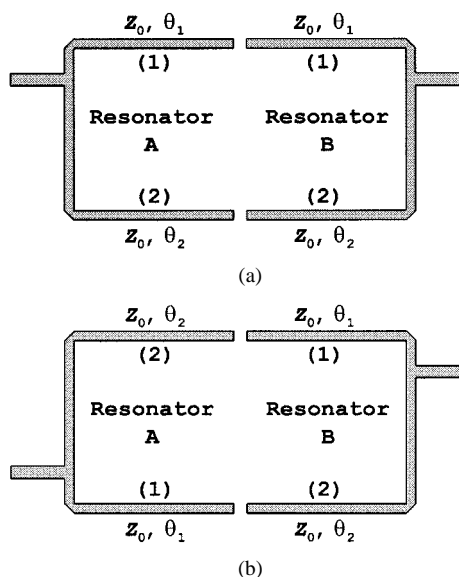 Z₀, θ₁ Z₀, θ₁
(1) (1)
Resonator Resonator
A B
(2) (2)
Z₀, θ₂ Z₀, θ₂
(a)
Z₀, θ₂ Z₀, θ₁
(2) (1)
Resonator Resonator
A B
(1) (2)
Z₀, θ₁ Z₀, θ₂
(b)